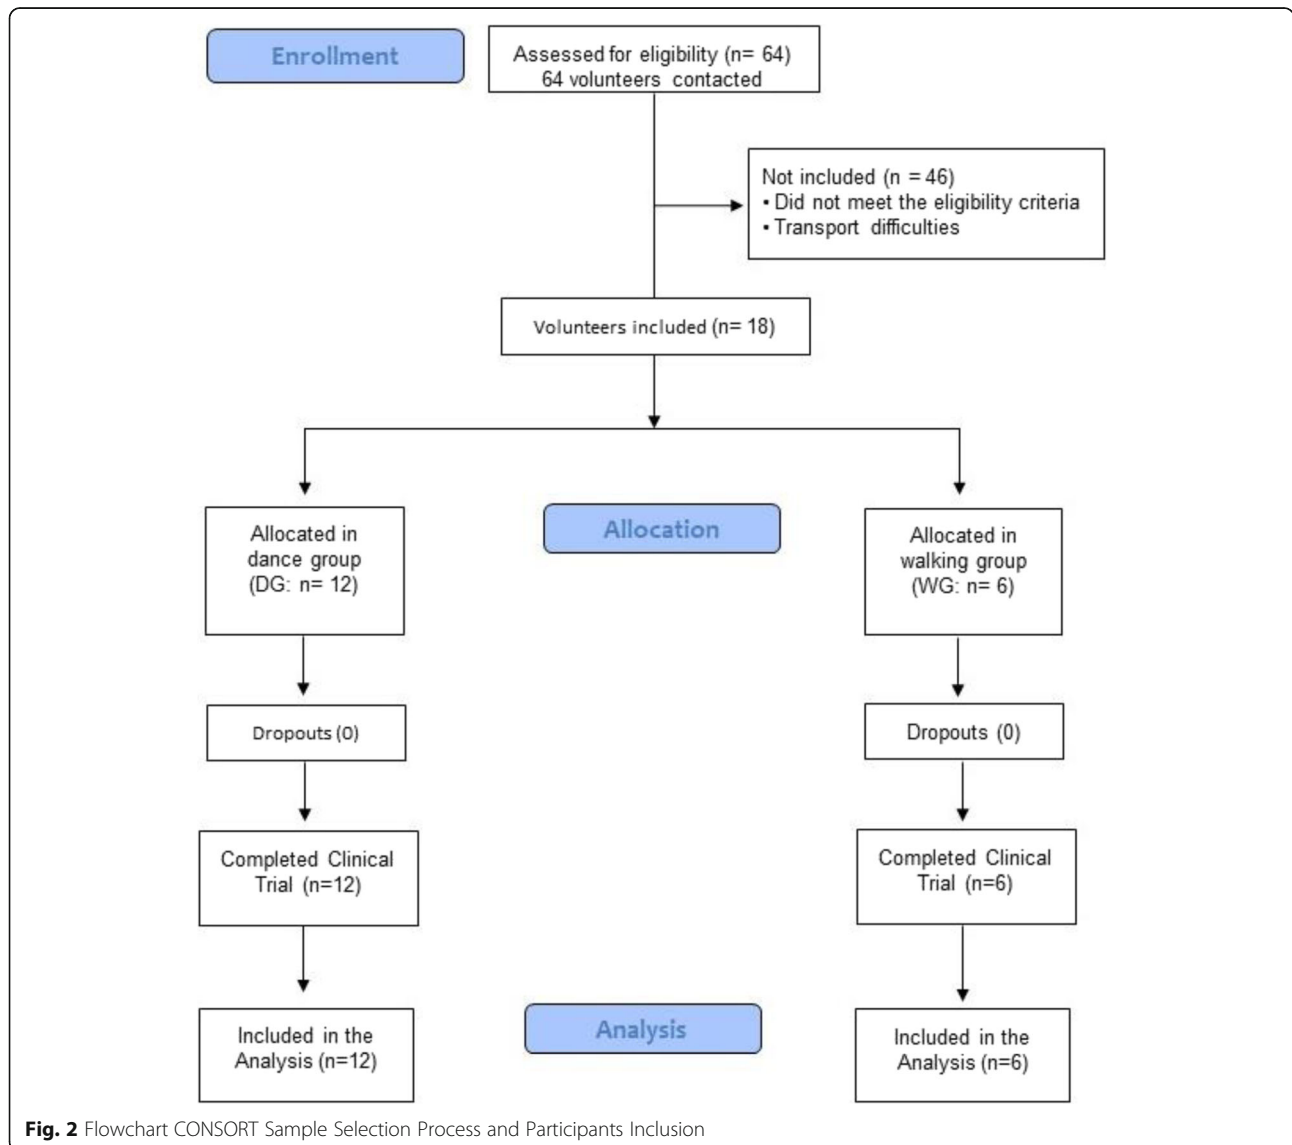 Enrollment
Assessed for eligibility (n= 64)
64 volunteers contacted
Not included (n = 46)
• Did not meet the eligibility criteria
• Transport difficulties
Volunteers included (n= 18)
Allocation
Allocated in
dance group
(DG: n= 12)
Allocated in
walking group
(WG: n= 6)
Dropouts (0)
Dropouts (0)
Completed Clinical
Trial (n=12)
Completed Clinical
Trial (n=6)
Analysis
Included in the
Analysis (n=12)
Included in the
Analysis (n=6)
Fig. 2 Flowchart CONSORT Sample Selection Process and Participants Inclusion